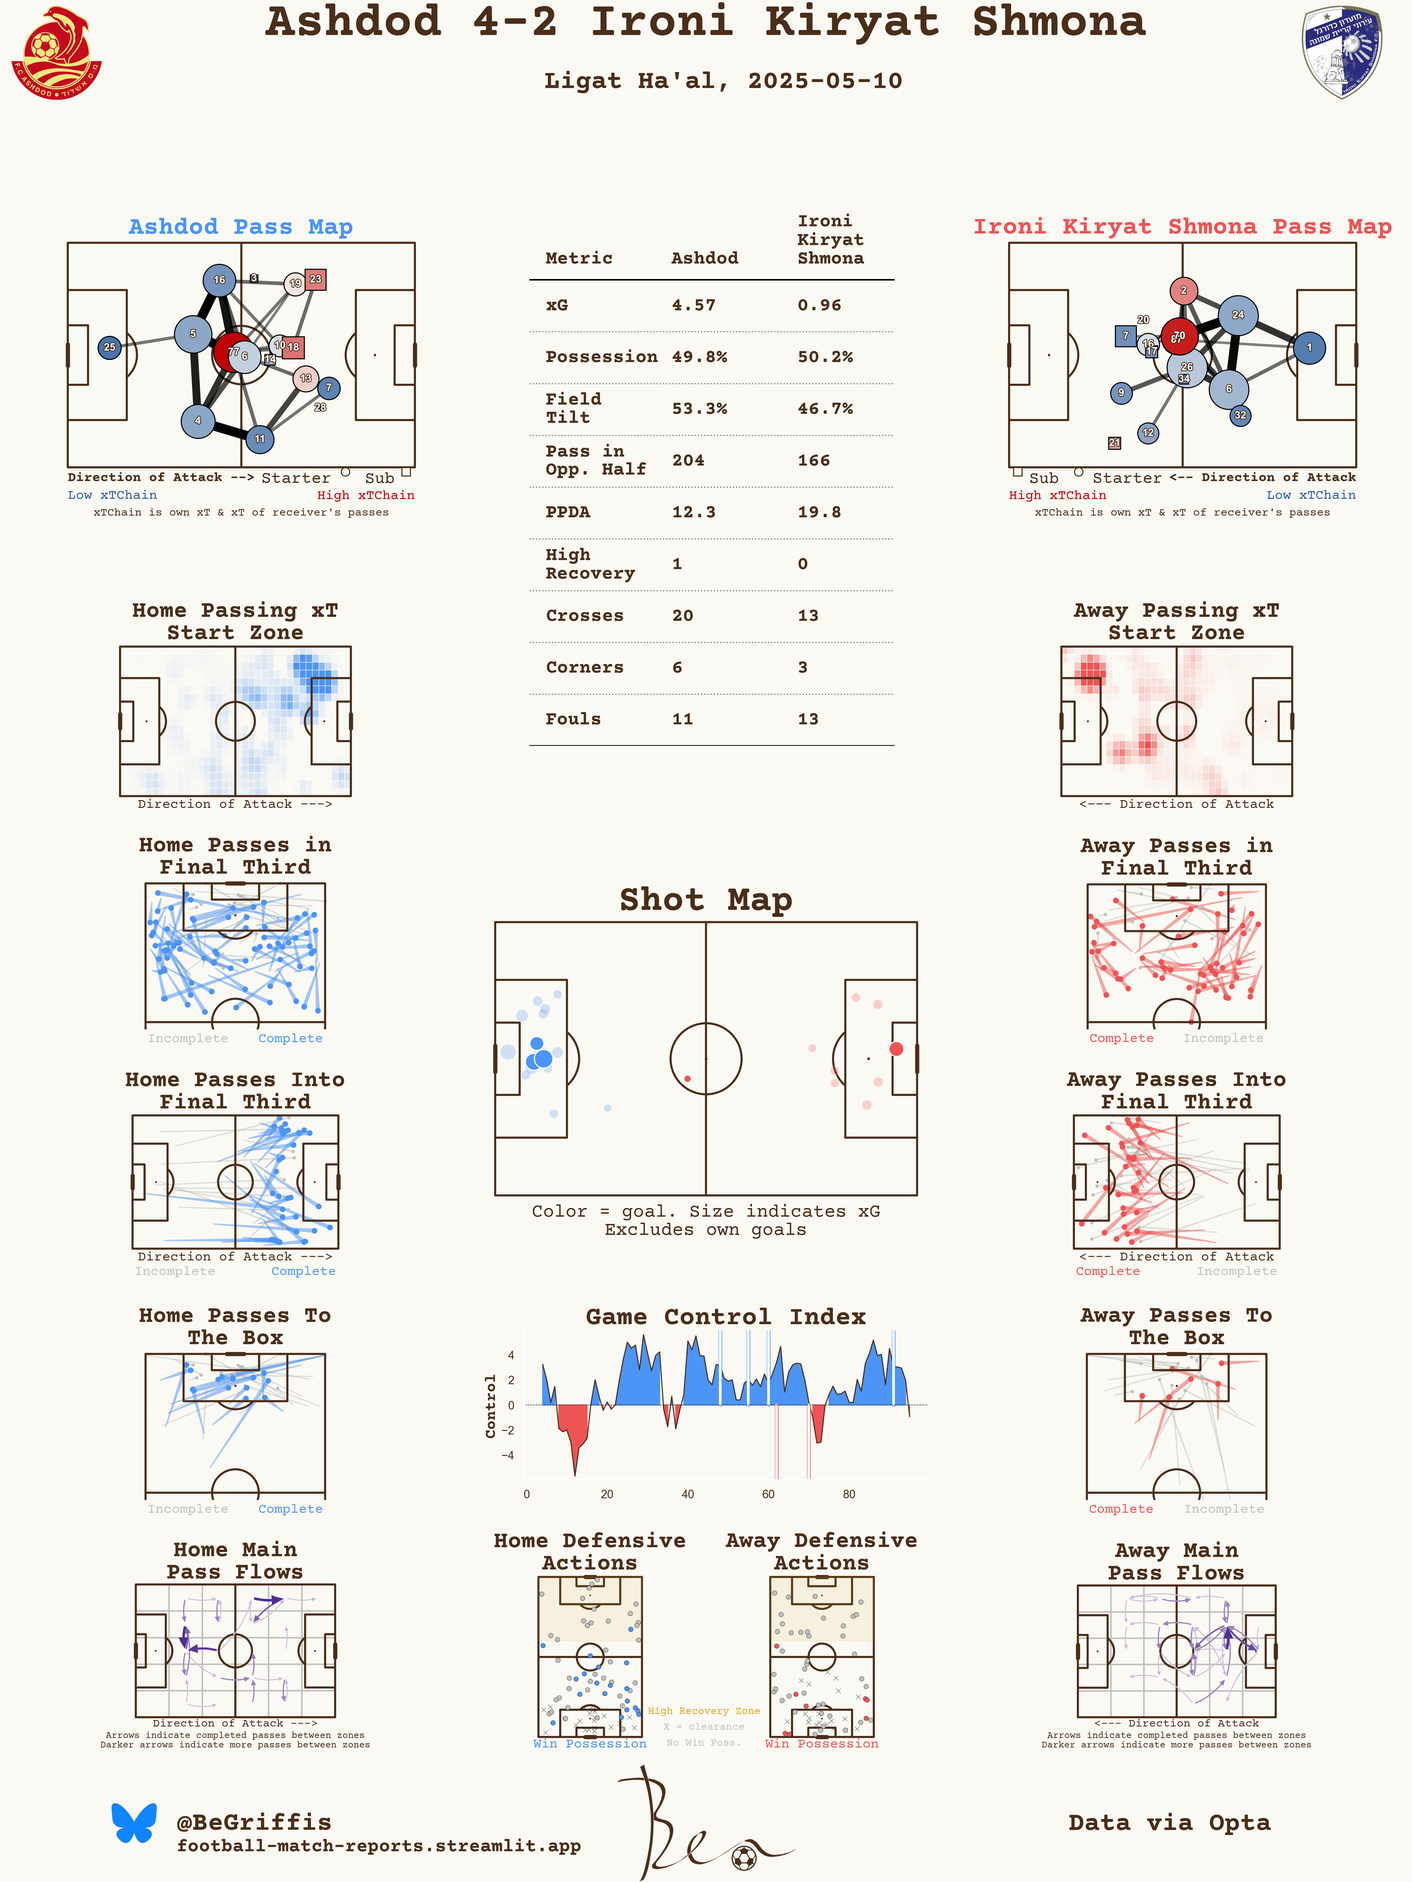 Ashdod 4-2 Ironi Kiryat Shmona
Ligat Ha'al, 2025-05-10
F.C ASHDOD • מ.ס אשדוד
מועדון כדורגל
עירוני קריית שמונה
Ashdod Pass Map
16
3
19
23
5
25
77
6
10
18
14
13
7
28
4
11
Direction of Attack --> Starter Sub
Low xTChain High xTChain
xTChain is own xT & xT of receiver's passes
Metric Ashdod Ironi Kiryat Shmona
xG 4.57 0.96
Possession 49.8% 50.2%
Field Tilt 53.3% 46.7%
Pass in Opp. Half 204 166
PPDA 12.3 19.8
High Recovery 1 0
Crosses 20 13
Corners 6 3
Fouls 11 13
Ironi Kiryat Shmona Pass Map
2
20
24
7
16
70
17
1
26
34
9
6
32
12
21
Sub Starter <-- Direction of Attack
High xTChain Low xTChain
xTChain is own xT & xT of receiver's passes
Home Passing xT
Start Zone
Direction of Attack --->
Away Passing xT
Start Zone
<--- Direction of Attack
Home Passes in
Final Third
Incomplete Complete
Away Passes in
Final Third
Complete Incomplete
Shot Map
Color = goal. Size indicates xG
Excludes own goals
Home Passes Into
Final Third
Direction of Attack --->
Incomplete Complete
Away Passes Into
Final Third
<--- Direction of Attack
Complete Incomplete
Home Passes To
The Box
Incomplete Complete
Game Control Index
Control
4
2
0
−2
−4
0 20 40 60 80
Away Passes To
The Box
Complete Incomplete
Home Main
Pass Flows
Direction of Attack --->
Arrows indicate completed passes between zones
Darker arrows indicate more passes between zones
Home Defensive
Actions
Win Possession
High Recovery Zone
X = clearance
No Win Poss.
Away Defensive
Actions
Win Possession
Away Main
Pass Flows
<--- Direction of Attack
Arrows indicate completed passes between zones
Darker arrows indicate more passes between zones
@BeGriffis
football-match-reports.streamlit.app
Ben
Data via Opta